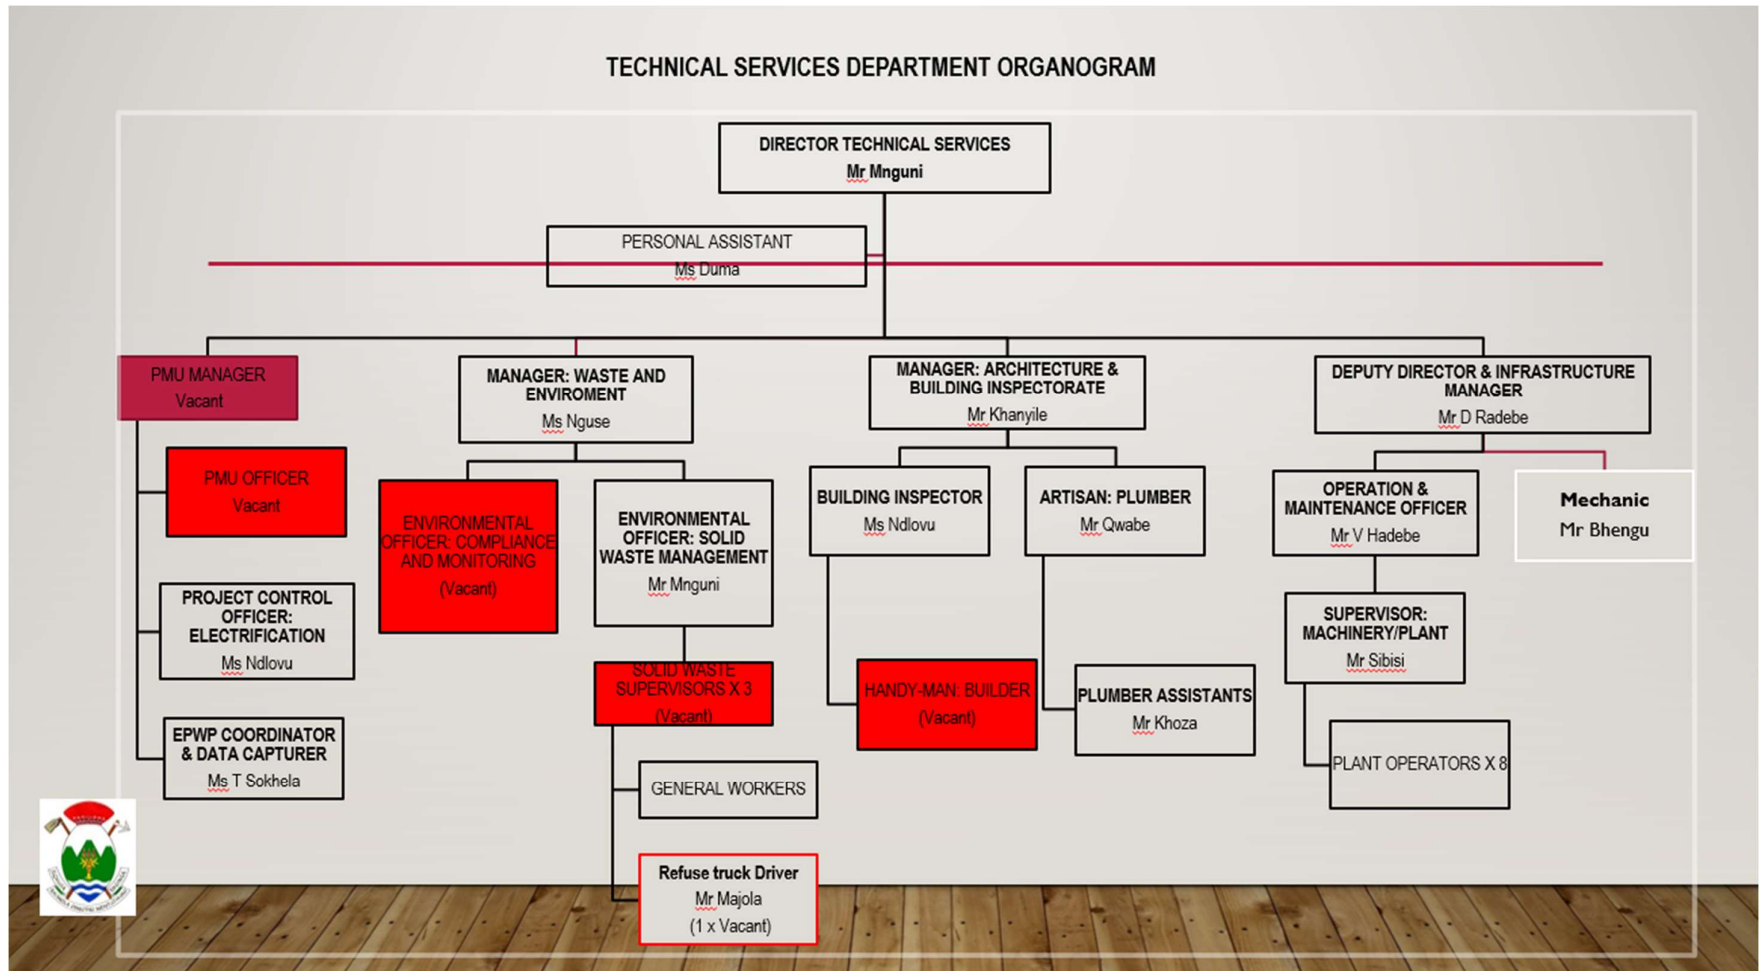 TECHNICAL SERVICES DEPARTMENT ORGANOGRAM
DIRECTOR TECHNICAL SERVICES
Mr Mnguni
PERSONAL ASSISTANT
Ms Duma
PMU MANAGER
Vacant
PMU OFFICER
Vacant
PROJECT CONTROL
OFFICER:
ELECTRIFICATION
Ms Ndlovu
EPWP COORDINATOR
& DATA CAPTURER
Ms T Sokhela
MANAGER: WASTE AND
ENVIROMENT
Ms Nguse
ENVIRONMENTAL
OFFICER: COMPLIANCE
AND MONITORING
(Vacant)
ENVIRONMENTAL
OFFICER: SOLID
WASTE MANAGEMENT
Mr Mnguni
SOLID WASTE
SUPERVISORS X 3
(Vacant)
GENERAL WORKERS
Refuse truck Driver
Mr Majola
(1 x Vacant)
MANAGER: ARCHITECTURE &
BUILDING INSPECTORATE
Mr Khanyile
BUILDING INSPECTOR
Ms Ndlovu
HANDY-MAN: BUILDER
(Vacant)
ARTISAN: PLUMBER
Mr Qwabe
PLUMBER ASSISTANTS
Mr Khoza
DEPUTY DIRECTOR & INFRASTRUCTURE
MANAGER
Mr D Radebe
OPERATION &
MAINTENANCE OFFICER
Mr V Hadebe
SUPERVISOR:
MACHINERY/PLANT
Mr Sibisi
PLANT OPERATORS X 8
Mechanic
Mr Bhengu